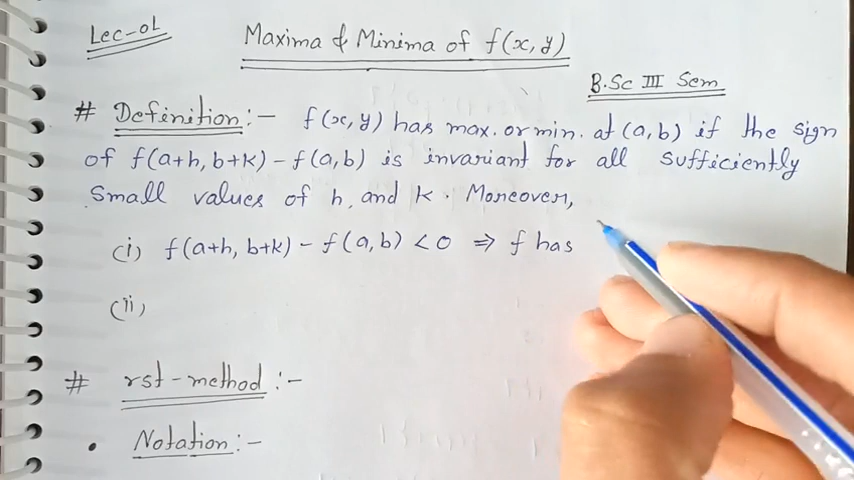 Lec-01
Maxima & Minima of f(x,y)
B.Sc III Sem
# Definition:- f(x,y) has max. or min. at (a,b) if the sign
of f(a+h, b+k) - f(a,b) is invariant for all sufficiently
small values of h, and k. Moreover,
(i) f(a+h, b+k) - f(a,b) <0 ⇒ f has
(ii)
# rst-method:-
• Notation:-